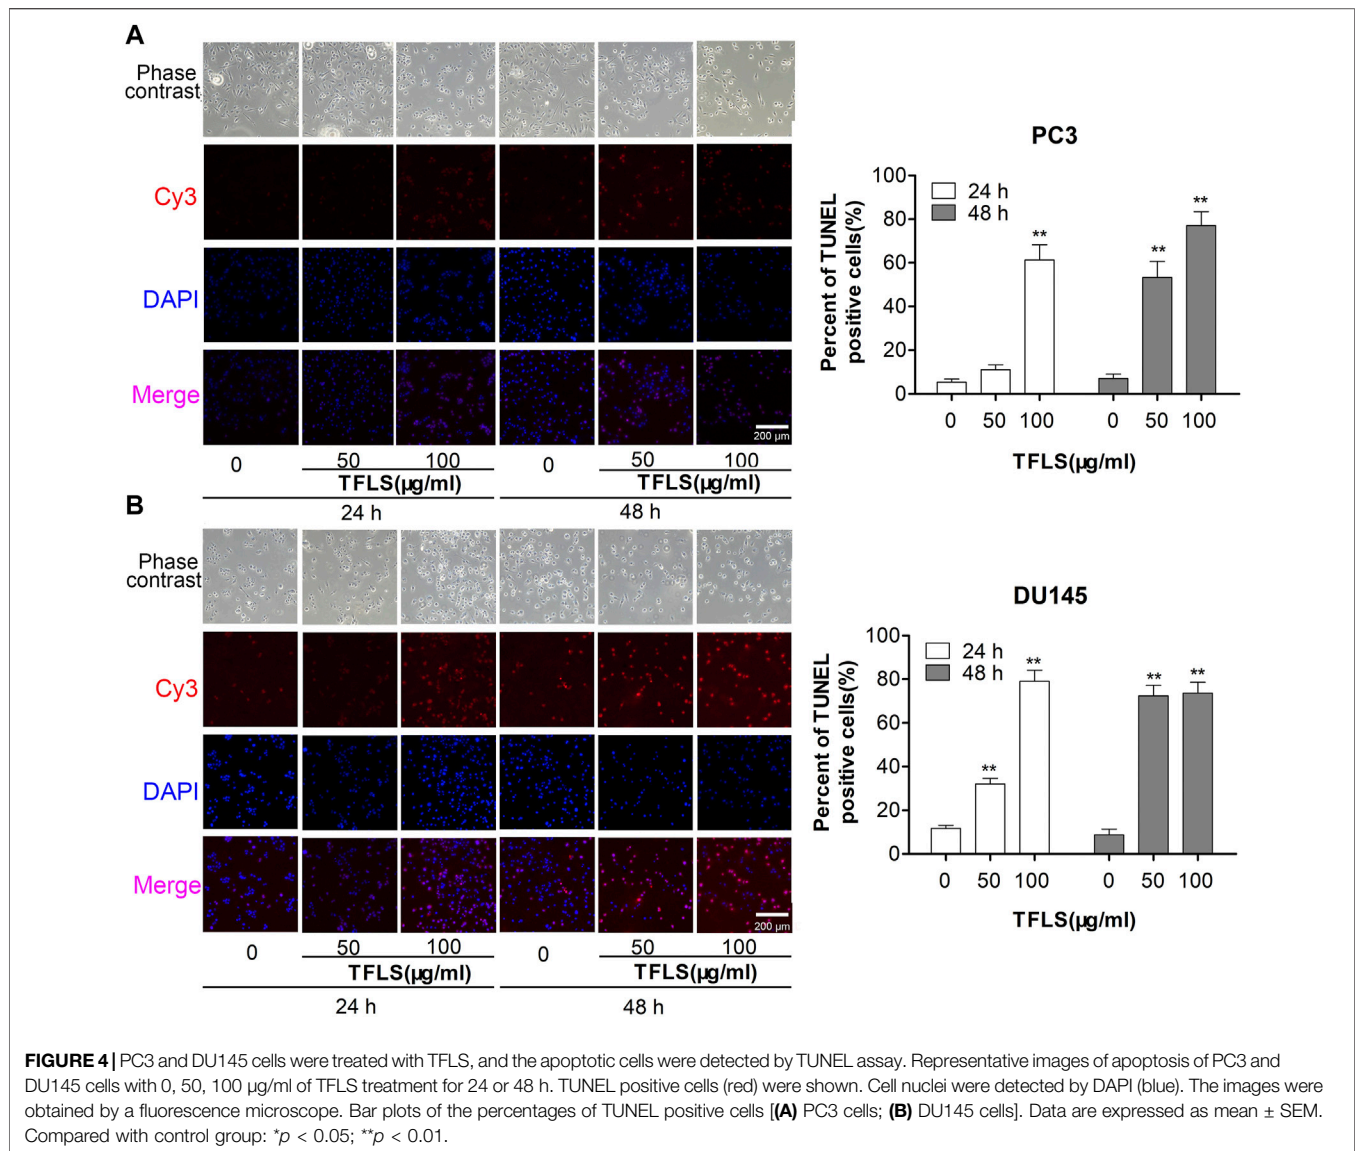 A
Phase
contrast
Cy3
DAPI
Merge
200 µm
0 50 100 0 50 100
TFLS(µg/ml) TFLS(µg/ml)
24 h 48 h
PC3
Percent of TUNEL
positive cells(%)
100
80
60
40
20
0
24 h
48 h
** ** **
0 50 100 0 50 100
TFLS(µg/ml)
B
Phase
contrast
Cy3
DAPI
Merge
200 µm
0 50 100 0 50 100
TFLS(µg/ml) TFLS(µg/ml)
24 h 48 h
DU145
Percent of TUNEL
positive cells(%)
100
80
60
40
20
0
24 h
48 h
** ** ** **
0 50 100 0 50 100
TFLS(µg/ml)
FIGURE 4 | PC3 and DU145 cells were treated with TFLS, and the apoptotic cells were detected by TUNEL assay. Representative images of apoptosis of PC3 and
DU145 cells with 0, 50, 100 µg/ml of TFLS treatment for 24 or 48 h. TUNEL positive cells (red) were shown. Cell nuclei were detected by DAPI (blue). The images were
obtained by a fluorescence microscope. Bar plots of the percentages of TUNEL positive cells [(A) PC3 cells; (B) DU145 cells]. Data are expressed as mean ± SEM.
Compared with control group: *p < 0.05; **p < 0.01.